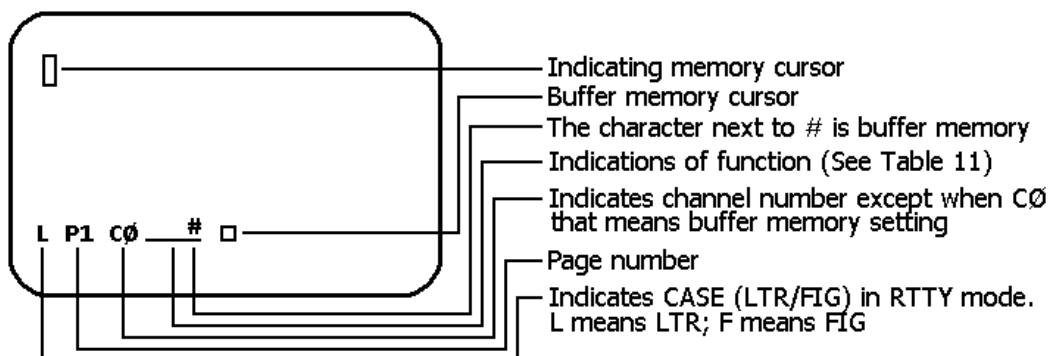 Indicating memory cursor
Buffer memory cursor
The character next to # is buffer memory
Indications of function (See Table 11)
Indicates channel number except when CØ
that means buffer memory setting
L P1 CØ #
Page number
Indicates CASE (LTR/FIG) in RTTY mode.
L means LTR; F means FIG